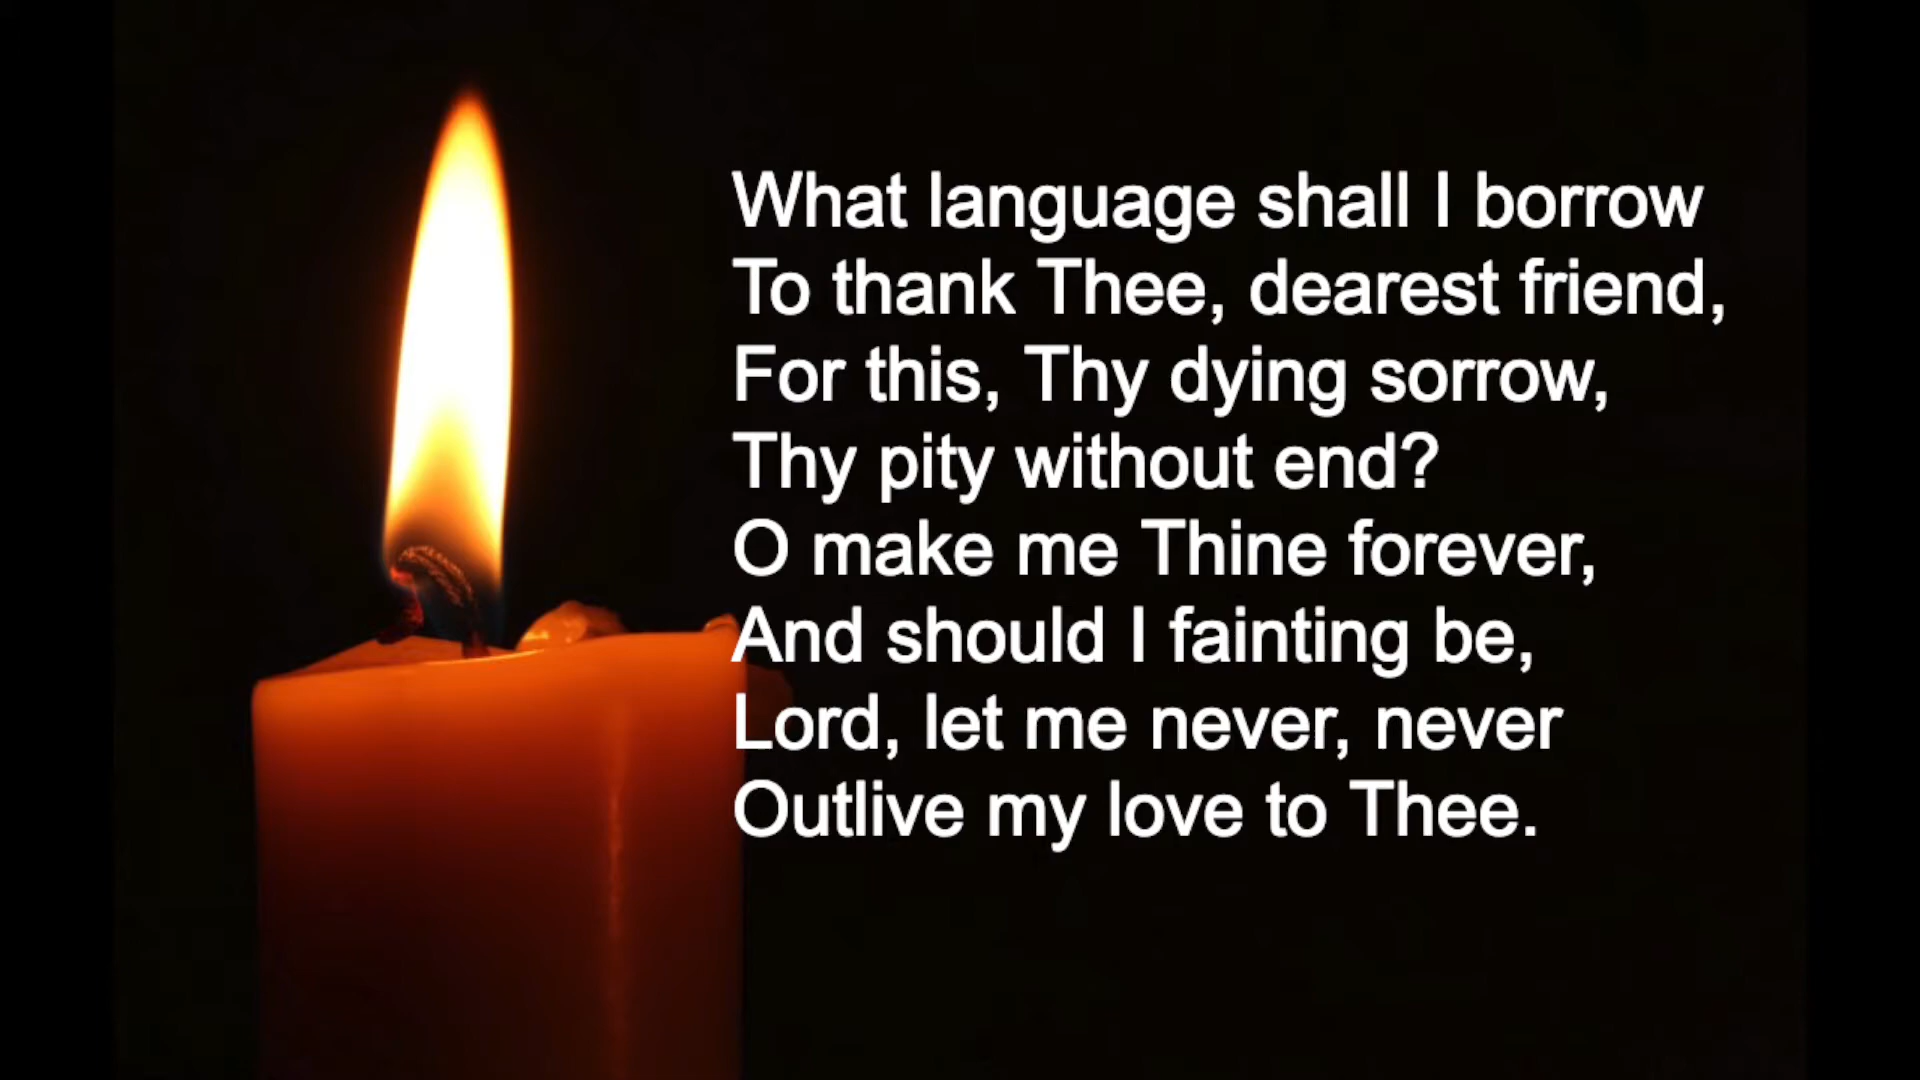 What language shall I borrow
To thank Thee, dearest friend,
For this, Thy dying sorrow,
Thy pity without end?
O make me Thine forever,
And should I fainting be,
Lord, let me never, never
Outlive my love to Thee.